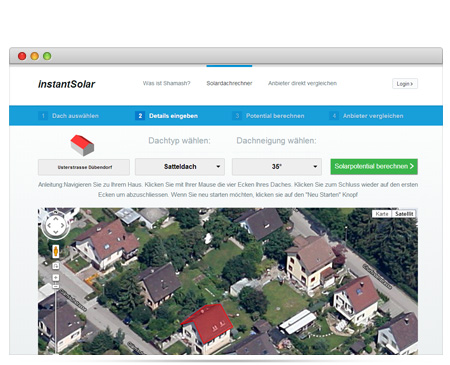 instantSolar
Was ist Shamash?
Solardachrechner
Anbieter direkt vergleichen
Login
1 Dach auswählen
2 Details eingeben
3 Potential berechnen
4 Anbieter vergleichen
Dachtyp wählen:
Dachneigung wählen:
Usterstrasse Dübendorf
Satteldach
35°
Solarpotential berechnen
Anleitung Navigieren Sie zu Ihrem Haus. Klicken Sie mit Ihrer Mause die vier Ecken Ihres Daches. Klicken Sie zum Schluss wieder auf den ersten
Ecken um abzuschliessen. Wenn Sie neu starten möchten, klicken sie auf den "Neu Starten" Knopf
Karte
Satellit